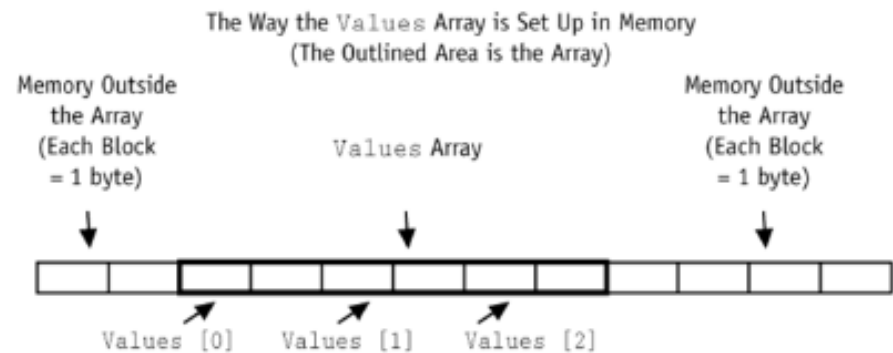 The Way the Values Array is Set Up in Memory
(The Outlined Area is the Array)
Memory Outside
the Array
(Each Block
= 1 byte)
Values Array
Memory Outside
the Array
(Each Block
= 1 byte)
Values [0]
Values [1]
Values [2]